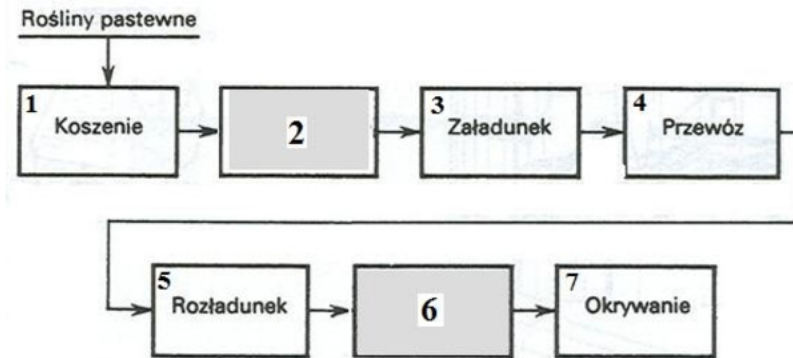 Rośliny pastewne
1
Koszenie
2
3
Załadunek
4
Przewóz
5
Rozładunek
6
7
Okrywanie